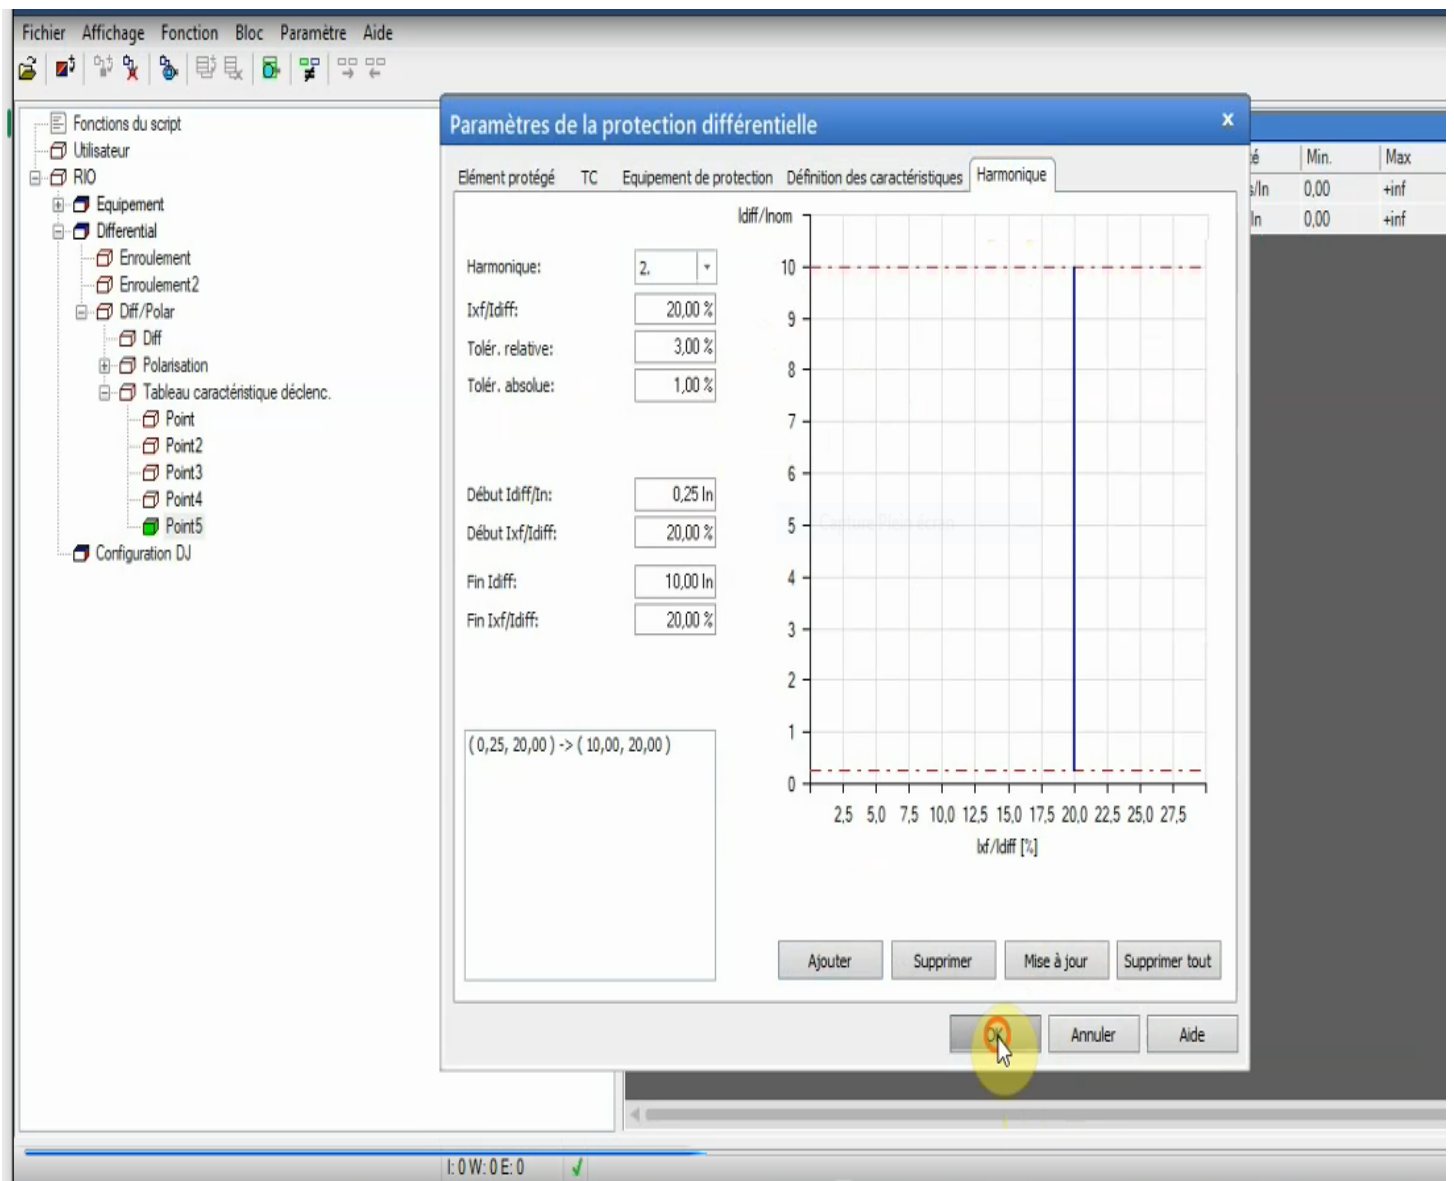 Fichier Affichage Fonction Bloc Paramètre Aide
Fonctions du script
Utilisateur
RIO
Equipement
Differential
Enroulement
Enroulement2
Diff/Polar
Diff
Polarisation
Tableau caractéristique déclenc.
Point
Point2
Point3
Point4
Point5
Configuration DJ
Paramètres de la protection différentielle
x
Elément protégé TC Equipement de protection Définition des caractéristiques Harmonique
Harmonique: 2.
Ixf/Idiff: 20,00 %
Tolér. relative: 3,00 %
Tolér. absolue: 1,00 %
Début Idiff/In: 0,25 In
Début Ixf/Idiff: 20,00 %
Fin Idiff: 10,00 In
Fin Ixf/Idiff: 20,00 %
( 0,25, 20,00 ) -> ( 10,00, 20,00 )
Idiff/Inom
10
9
8
7
6
5
4
3
2
1
0
2,5 5,0 7,5 10,0 12,5 15,0 17,5 20,0 22,5 25,0 27,5
Ixf/Idiff [%]
Ajouter Supprimer Mise à jour Supprimer tout
OK Annuler Aide
é Min. Max
s/In 0,00 +inf
In 0,00 +inf
I: 0 W: 0 E: 0